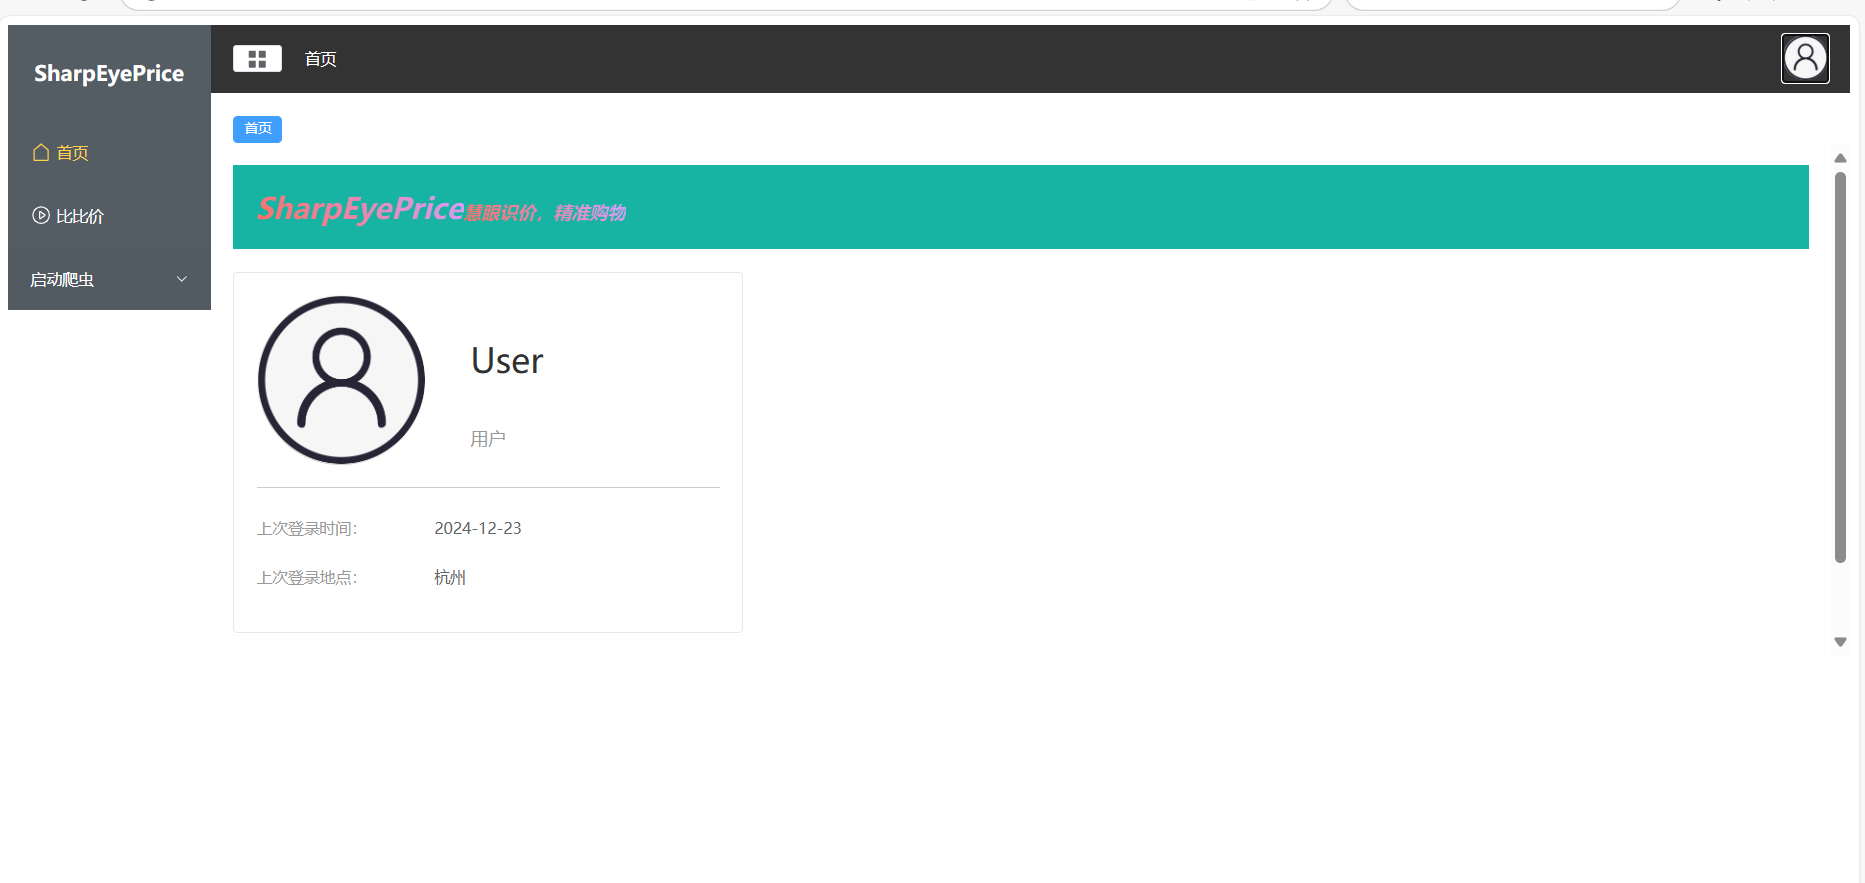 SharpEyePrice
首页
比比价
启动爬虫
首页
首页
SharpEyePrice慧眼识价，精准购物
User
用户
上次登录时间： 2024-12-23
上次登录地点： 杭州